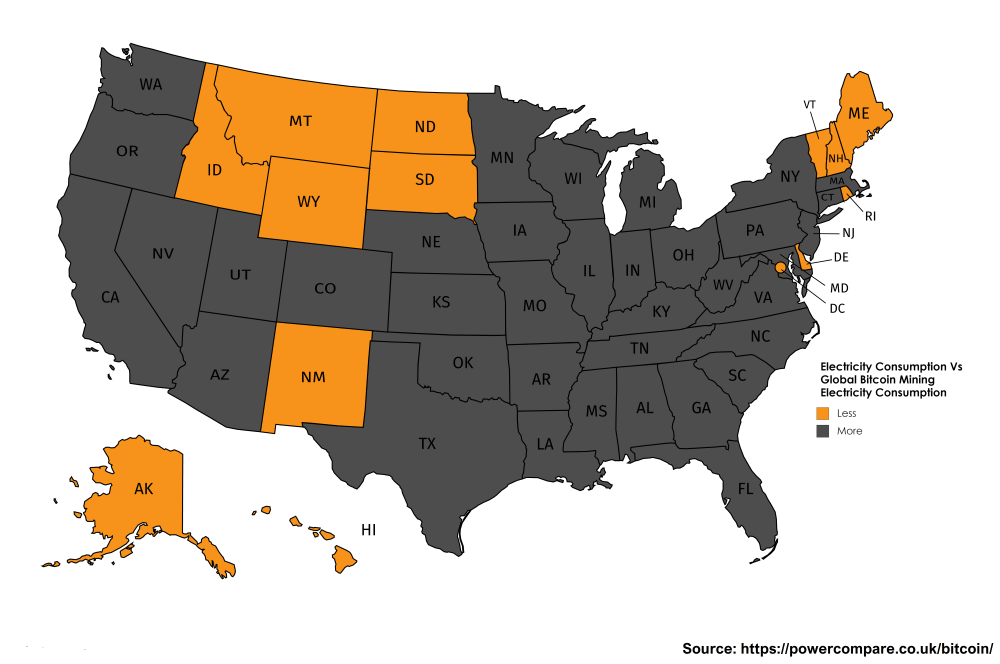 WA
MT
ND
MN
OR
ID
WY
SD
WI
MI
NY
VT
ME
NH
MA
CT
RI
NJ
DE
MD
DC
NV
UT
CO
NE
IA
IL
IN
OH
PA
WV
VA
CA
KS
MO
KY
NC
TN
AZ
NM
OK
AR
SC
MS
AL
GA
TX
LA
FL
AK
HI
Electricity Consumption Vs
Global Bitcoin Mining
Electricity Consumption
Less
More
Source: https://powercompare.co.uk/bitcoin/